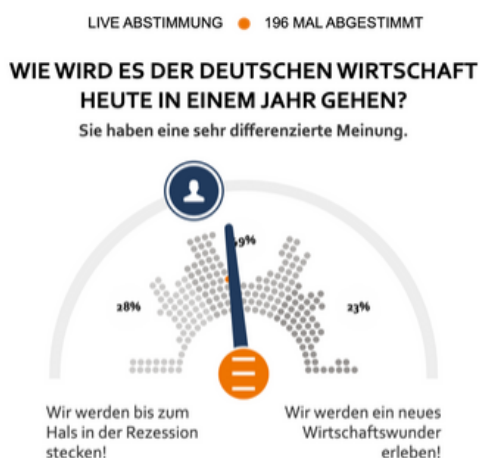 LIVE ABSTIMMUNG 196 MAL ABGESTIMMT
WIE WIRD ES DER DEUTSCHEN WIRTSCHAFT
HEUTE IN EINEM JAHR GEHEN?
Sie haben eine sehr differenzierte Meinung.
28%
23%
Wir werden bis zum
Hals in der Rezession
stecken!
Wir werden ein neues
Wirtschaftswunder
erleben!